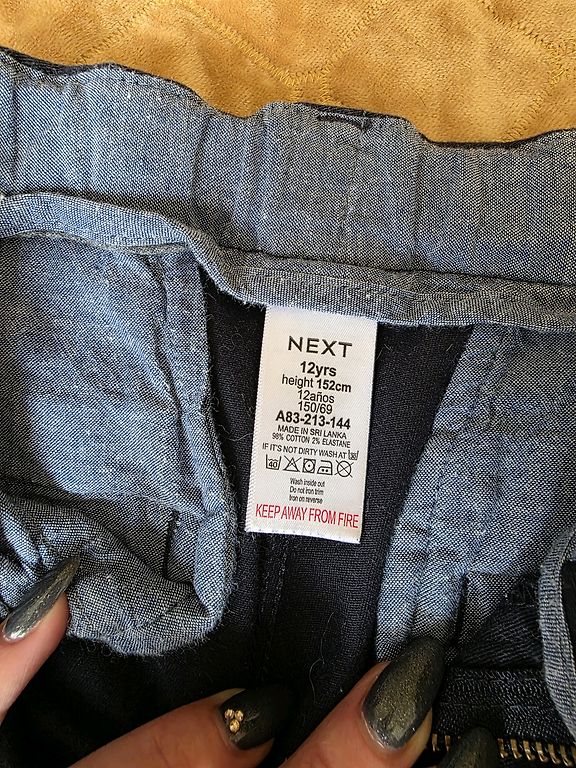 NEXT
12yrs
height 152cm
12años
150/69
A83-213-144
MADE IN SRI LANKA
98% COTTON 2% ELASTANE
IF IT'S NOT DIRTY WASH AT 30
40
Wash inside out
Do not iron trim
Iron on reverse
KEEP AWAY FROM FIRE